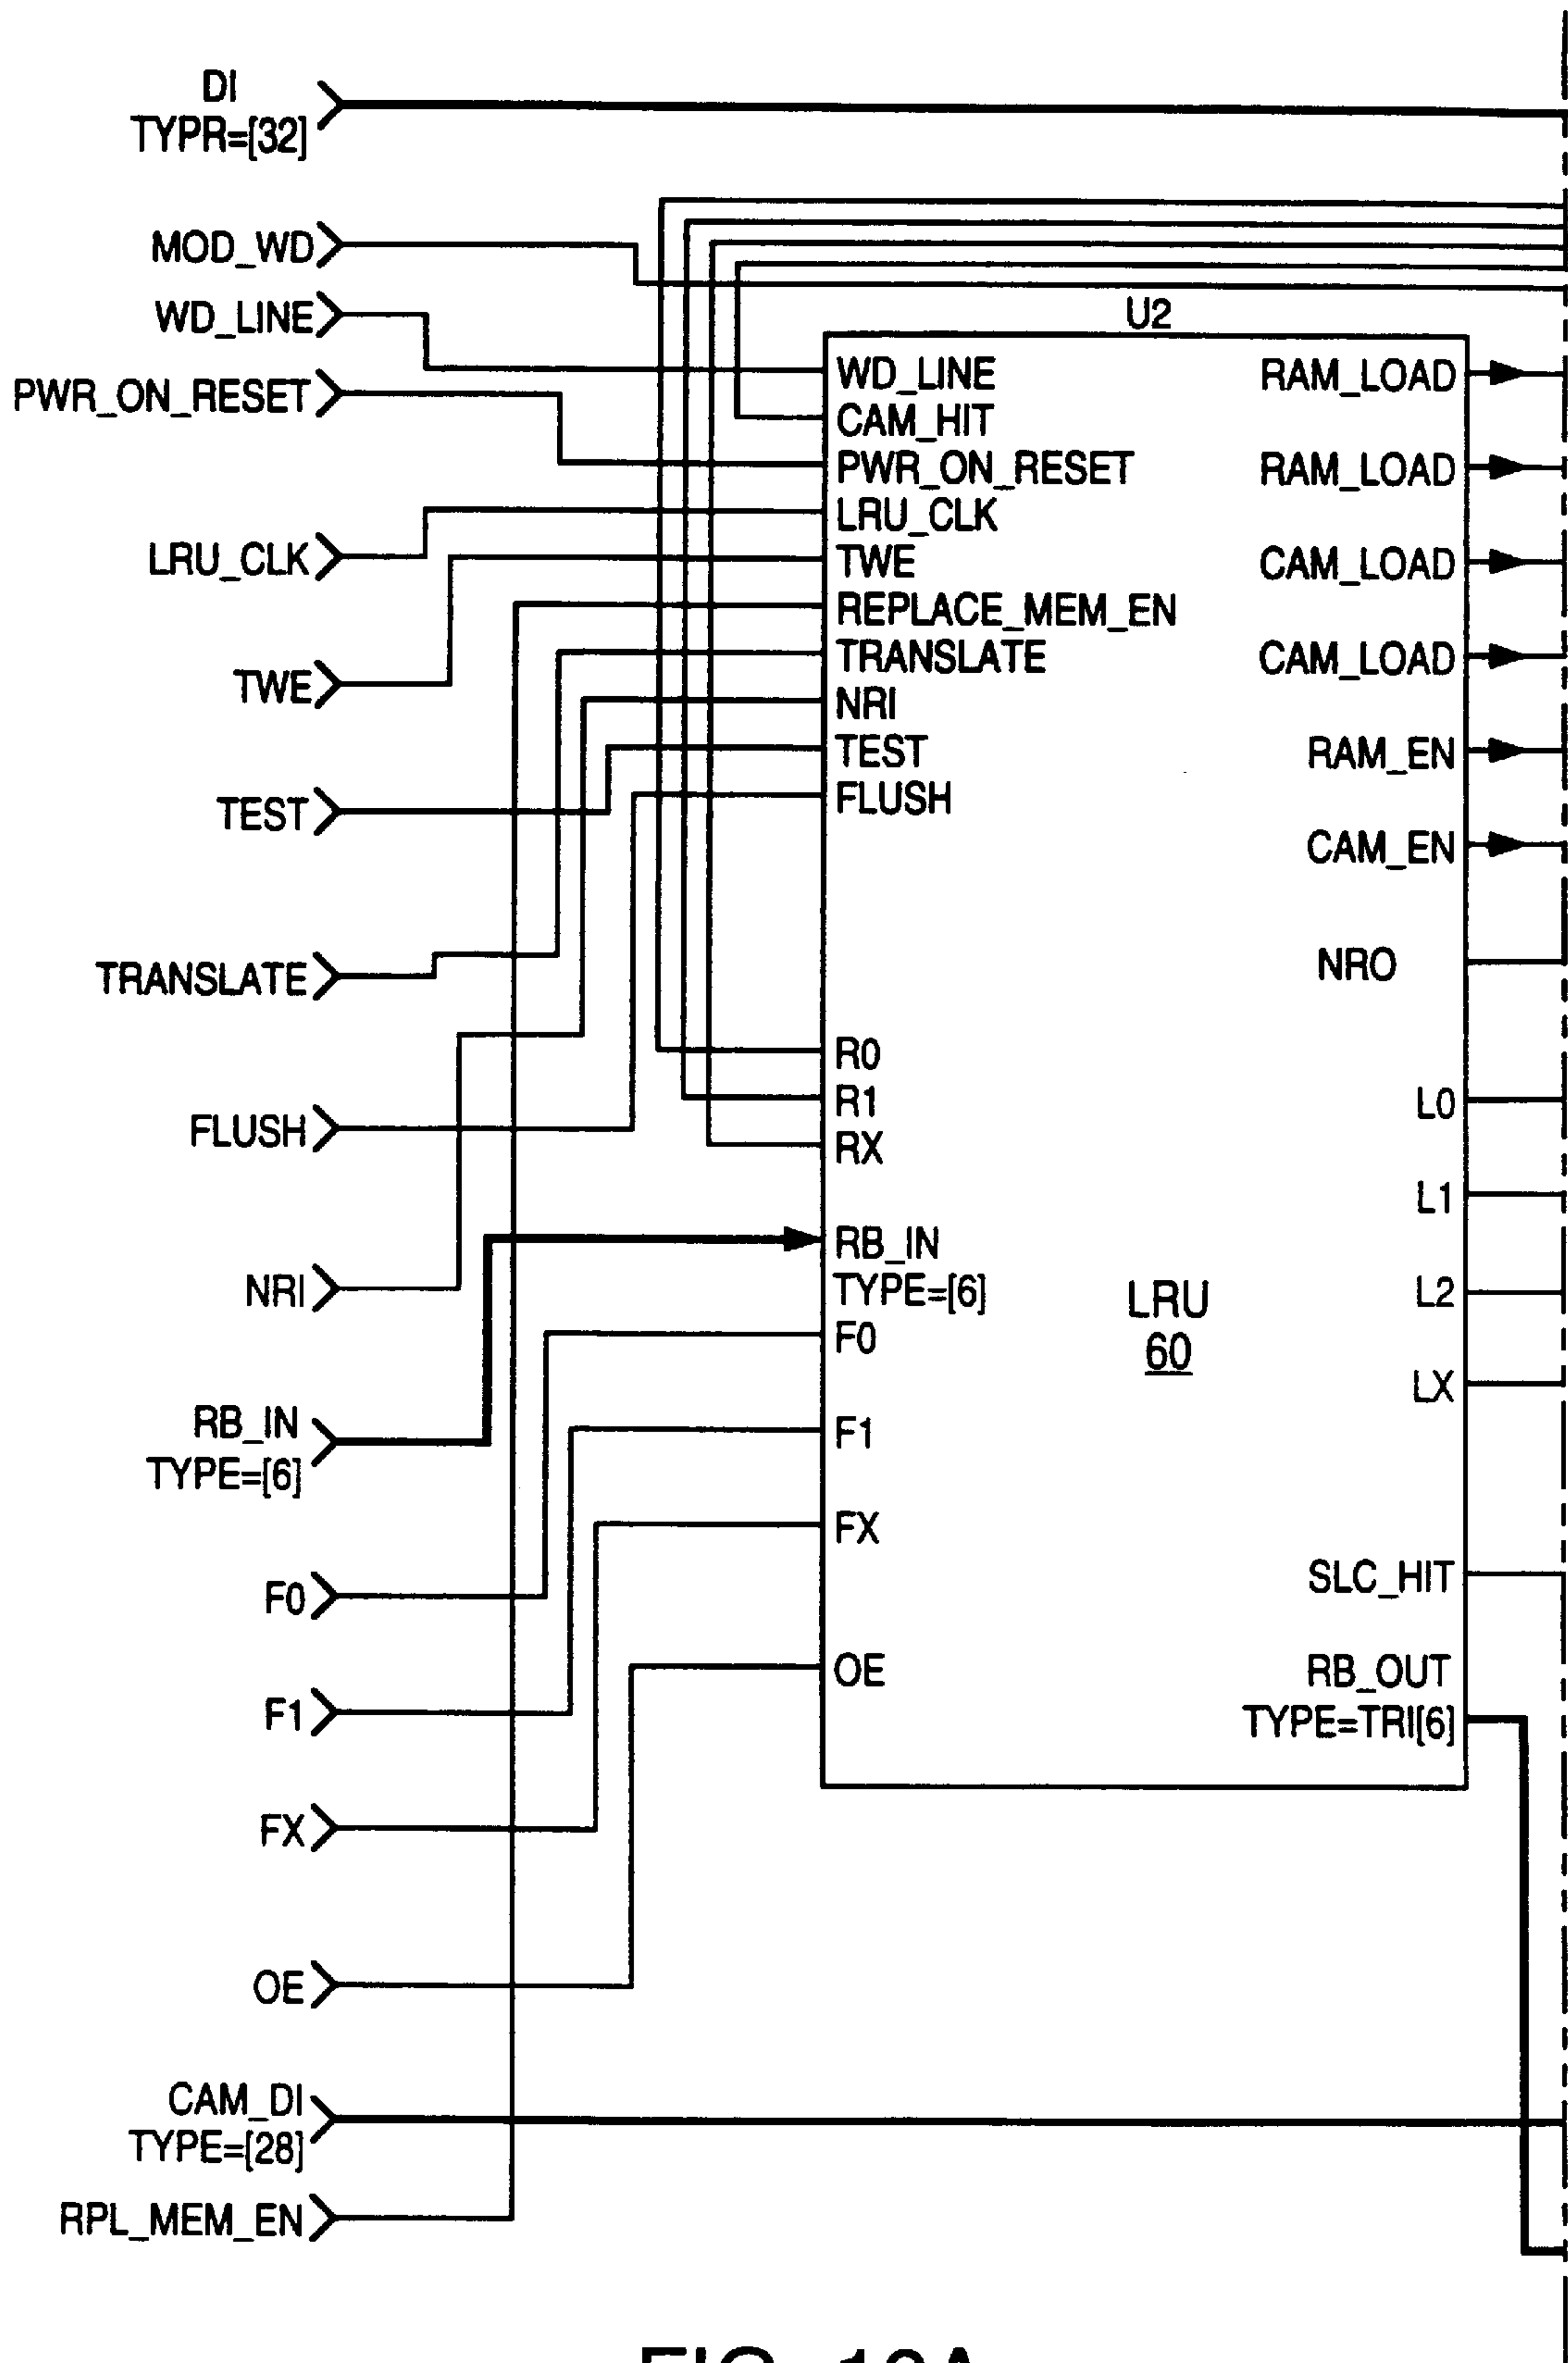 DI
TYPR=[32]
MOD_WD
WD_LINE
PWR_ON_RESET
LRU_CLK
TWE
TEST
TRANSLATE
FLUSH
NRI
RB_IN
TYPE=[6]
F0
F1
FX
OE
CAM_DI
TYPE=[28]
RPL_MEM_EN
U2
WD_LINE
CAM_HIT
PWR_ON_RESET
LRU_CLK
TWE
REPLACE_MEM_EN
TRANSLATE
NRI
TEST
FLUSH
R0
R1
RX
RB_IN
TYPE=[6]
F0
F1
FX
OE
LRU
60
RAM_LOAD
RAM_LOAD
CAM_LOAD
CAM_LOAD
RAM_EN
CAM_EN
NRO
L0
L1
L2
LX
SLC_HIT
RB_OUT
TYPE=TRI[6]